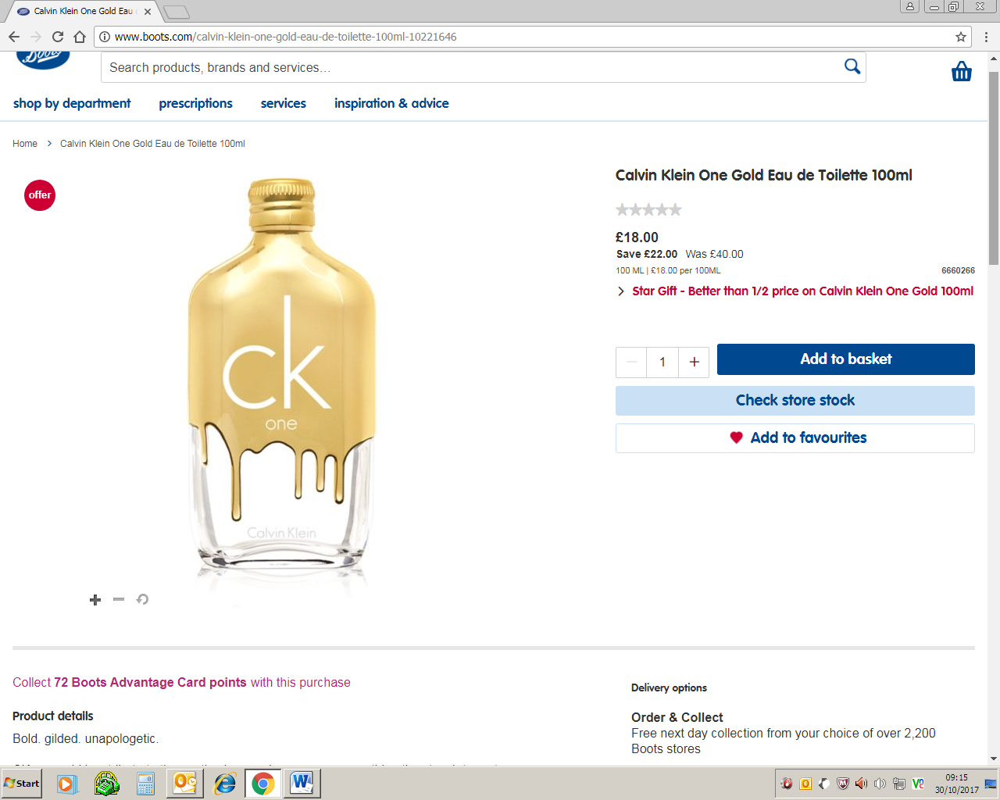 Calvin Klein One Gold Eau
www.boots.com/calvin-klein-one-gold-eau-de-toilette-100ml-10221646
Boots
Search products, brands and services...
shop by department
prescriptions
services
inspiration & advice
Home > Calvin Klein One Gold Eau de Toilette 100ml
offer
ck
one
Calvin Klein
Calvin Klein One Gold Eau de Toilette 100ml
£18.00
Save £22.00 Was £40.00
100 ML | £18.00 per 100ML
6660266
Star Gift - Better than 1/2 price on Calvin Klein One Gold 100ml
1
Add to basket
Check store stock
Add to favourites
Collect 72 Boots Advantage Card points with this purchase
Product details
Bold. gilded. unapologetic.
Delivery options
Order & Collect
Free next day collection from your choice of over 2,200
Boots stores
Start
09:15
30/10/2017